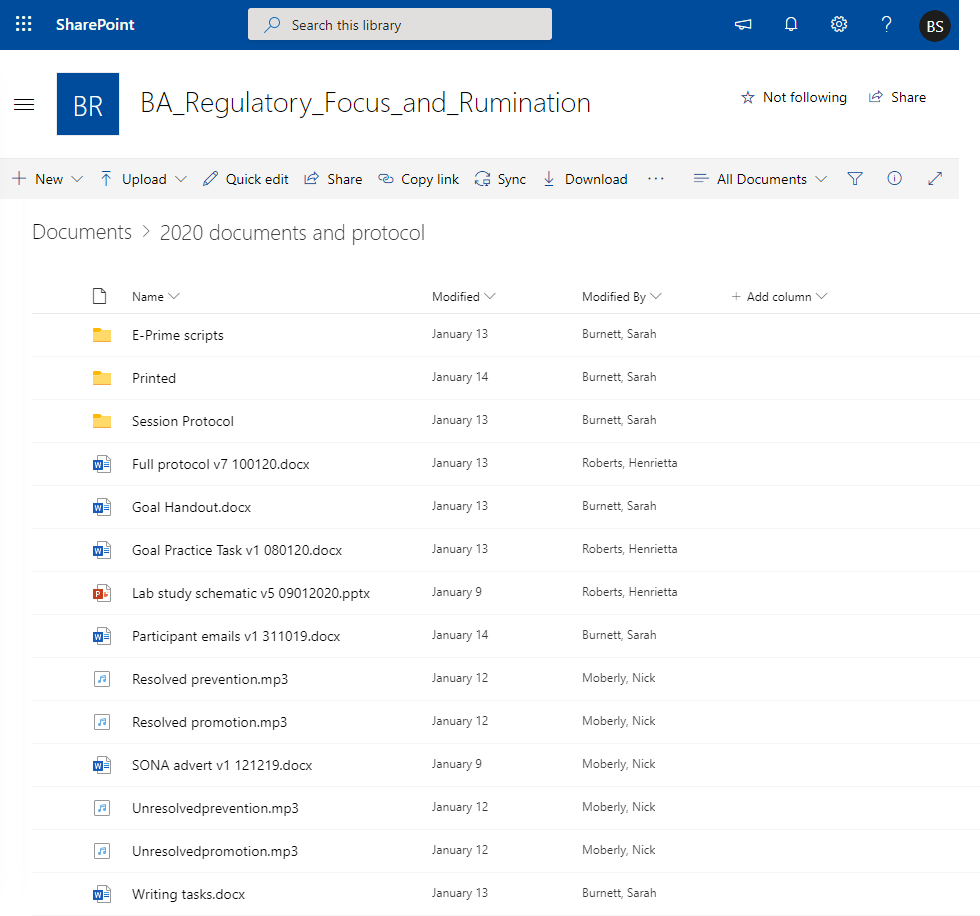 SharePoint Search this library ? BS
BR BA_Regulatory_Focus_and_Rumination Not following Share
New Upload Quick edit Share Copy link Sync Download ··· All Documents
Documents > 2020 documents and protocol
Name Modified Modified By + Add column
E-Prime scripts January 13 Burnett, Sarah
Printed January 14 Burnett, Sarah
Session Protocol January 13 Burnett, Sarah
Full protocol v7 100120.docx January 13 Roberts, Henrietta
Goal Handout.docx January 13 Burnett, Sarah
Goal Practice Task v1 080120.docx January 13 Roberts, Henrietta
Lab study schematic v5 09012020.pptx January 9 Roberts, Henrietta
Participant emails v1 311019.docx January 14 Burnett, Sarah
Resolved prevention.mp3 January 12 Moberly, Nick
Resolved promotion.mp3 January 12 Moberly, Nick
SONA advert v1 121219.docx January 9 Moberly, Nick
Unresolvedprevention.mp3 January 12 Moberly, Nick
Unresolvedpromotion.mp3 January 12 Moberly, Nick
Writing tasks.docx January 13 Burnett, Sarah